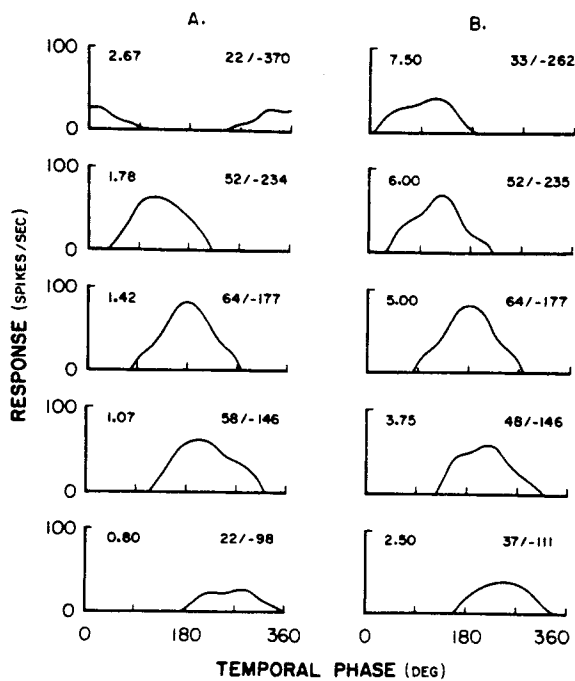 A. B.
100 2.67 22/-370 7.50 33/-262
0
100 1.78 52/-234 6.00 52/-235
0
100 1.42 64/-177 5.00 64/-177
0
100 1.07 58/-146 3.75 48/-146
0
100 0.80 22/-98 2.50 37/-111
0
0 180 360 0 180 360
RESPONSE (SPIKES/SEC)
TEMPORAL PHASE (DEG)